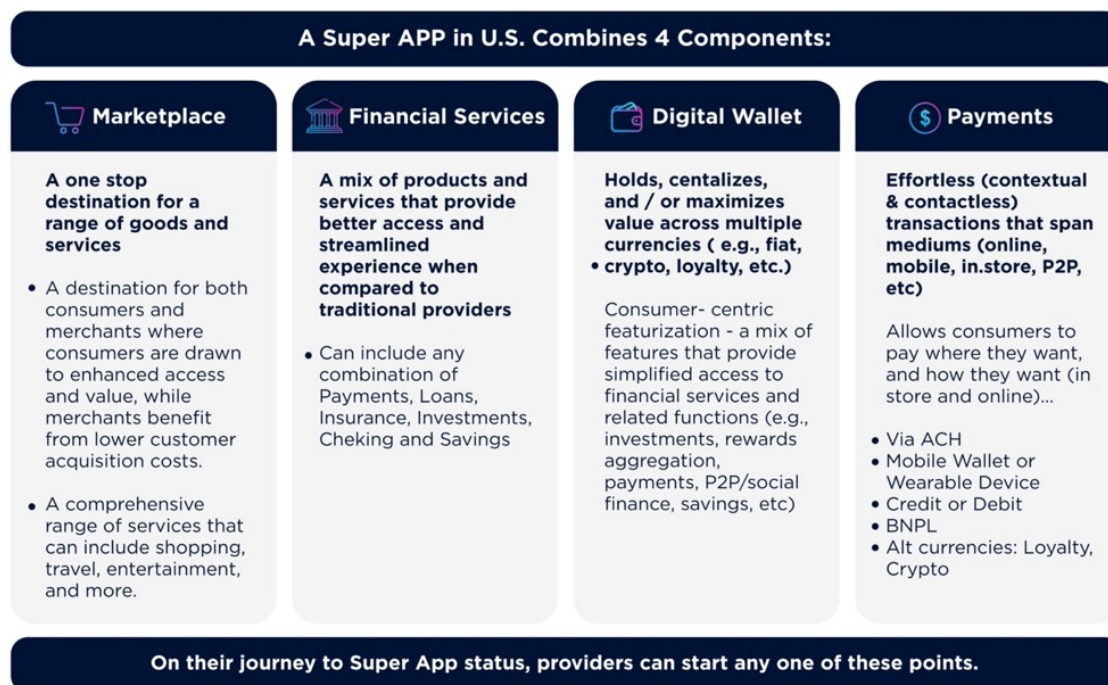 A Super APP in U.S. Combines 4 Components:
Marketplace
A one stop
destination for a
range of goods and
services
• A destination for both
consumers and
merchants where
consumers are drawn
to enhanced access
and value, while
merchants benefit
from lower customer
acquisition costs.
• A comprehensive
range of services that
can include shopping,
travel, entertainment,
and more.
Financial Services
A mix of products and
services that provide
better access and
streamlined
experience when
compared to
traditional providers
• Can include any
combination of
Payments, Loans,
Insurance, Investments,
Cheking and Savings
Digital Wallet
Holds, centalizes,
and / or maximizes
value across multiple
currencies ( e.g., fiat,
• crypto, loyalty, etc.)
Consumer- centric
featurization - a mix of
features that provide
simplified access to
financial services and
related functions (e.g.,
investments, rewards
aggregation,
payments, P2P/social
finance, savings, etc)
$ Payments
Effortless (contextual
& contactless)
transactions that span
mediums (online,
mobile, in.store, P2P,
etc)
Allows consumers to
pay where they want,
and how they want (in
store and online)...
• Via ACH
• Mobile Wallet or
Wearable Device
• Credit or Debit
• BNPL
• Alt currencies: Loyalty,
Crypto
On their journey to Super App status, providers can start any one of these points.